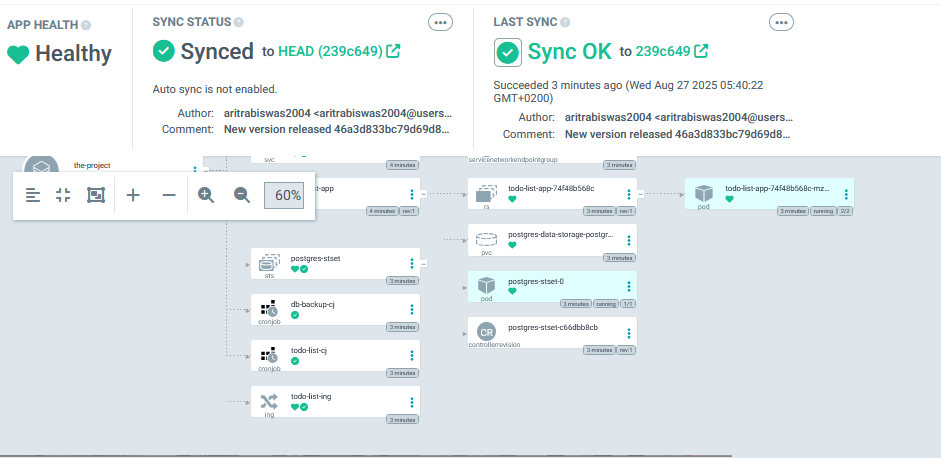 APP HEALTH
Healthy
SYNC STATUS
Synced to HEAD (239c649)
Auto sync is not enabled.
Author: aritrabiswas2004 <aritrabiswas2004@users...
Comment: New version released 46a3d833bc79d69d8...
LAST SYNC
Sync OK to 239c649
Succeeded 3 minutes ago (Wed Aug 27 2025 05:40:22
GMT+0200)
Author: aritrabiswas2004 <aritrabiswas2004@users...
Comment: New version released 46a3d833bc79d69d8...
the-project
svc
4 minutes
servicenetworkendpointgroup
3 minutes
60%
t-app
4 minutes rev:1
todo-list-app-74f48b568c
rs
3 minutes rev:1
todo-list-app-74f48b568c-mz...
pod
3 minutes running 2/2
postgres-data-storage-postgr...
pvc
3 minutes
postgres-stset
sts
3 minutes
postgres-stset-0
pod
3 minutes running 1/1
db-backup-cj
cronjob
3 minutes
CR
postgres-stset-c66dbb8cb
controllerrevision
3 minutes rev:1
todo-list-cj
cronjob
3 minutes
todo-list-ing
ing
3 minutes